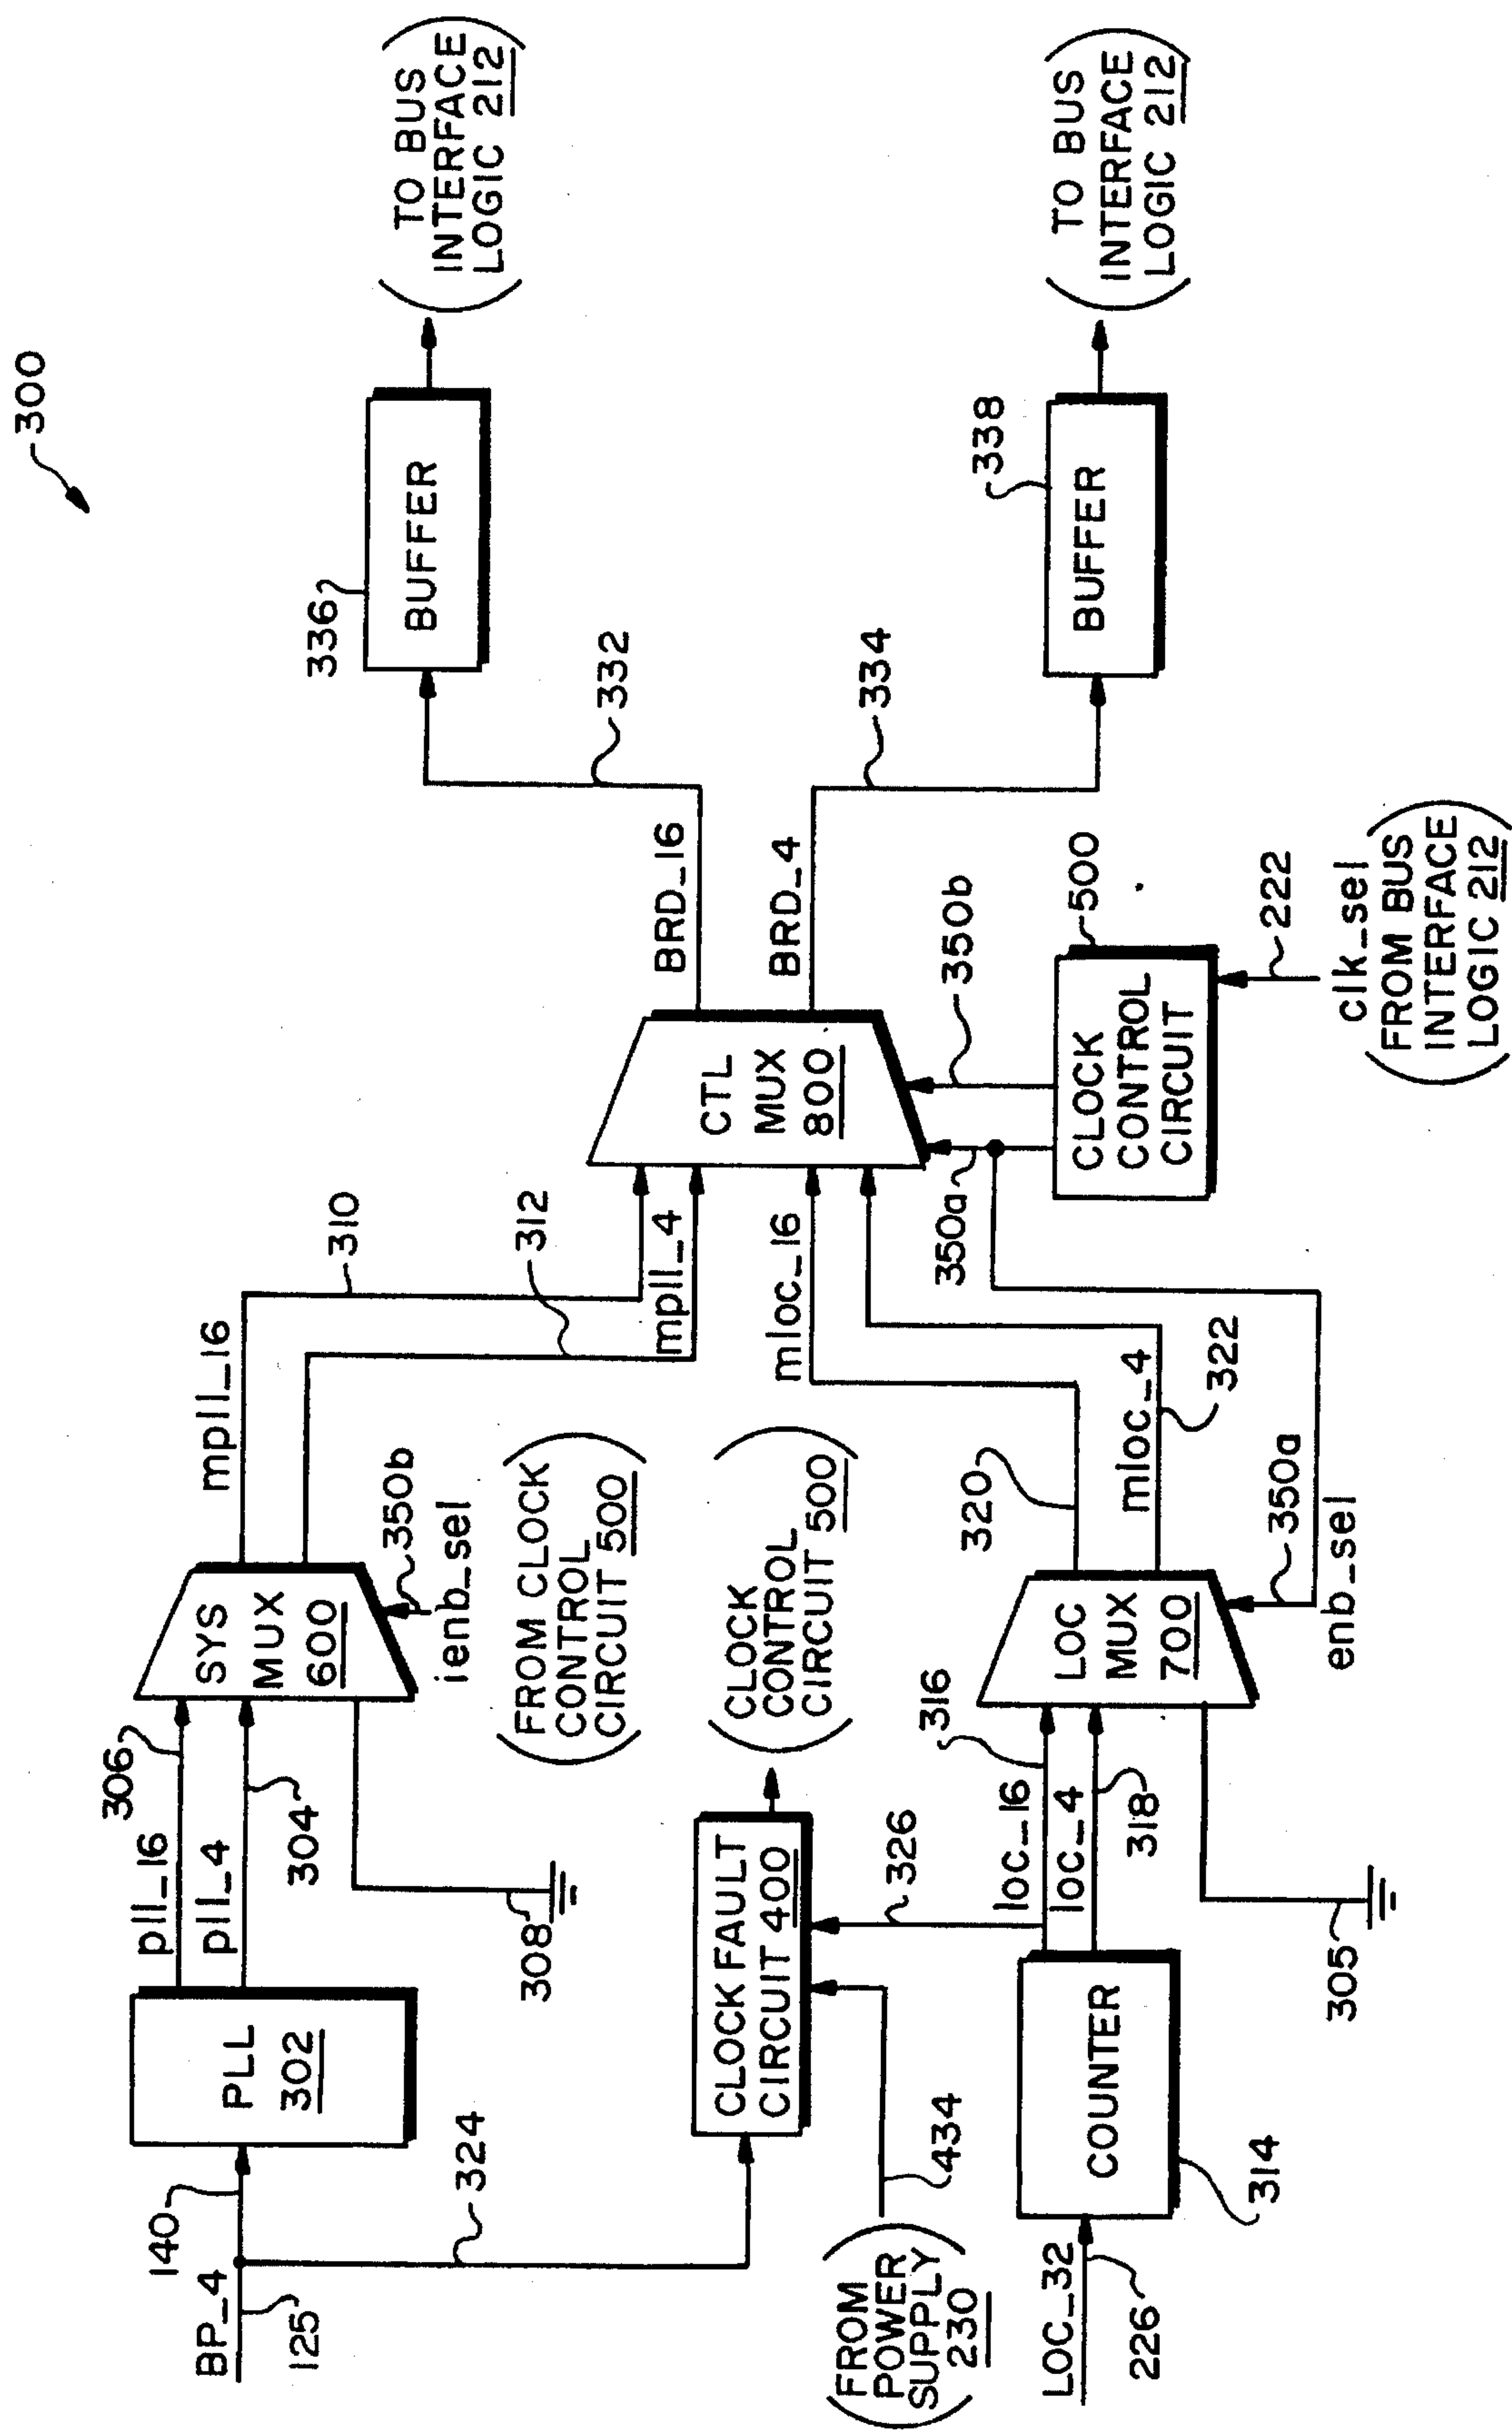 300
BP_4
125
140
PLL
302
324
pll_16
306
pll_4
304
308
SYS
MUX
600
350b
ienb_sel
(FROM CLOCK
CONTROL
CIRCUIT 500)
mpll_16
310
312
mpll_4
(FROM
POWER
SUPPLY
230)
434
CLOCK FAULT
CIRCUIT 400
326
(CLOCK
CONTROL
CIRCUIT 500)
LOC_32
226
COUNTER
314
loc_16
316
loc_4
318
305
LOC
MUX
700
350a
enb_sel
320
mloc_16
mloc_4
322
CTL
MUX
800
350a
350b
CLOCK
CONTROL
CIRCUIT
500
222
clk_sel
(FROM BUS
INTERFACE
LOGIC 212)
BRD_16
332
BRD_4
334
336
BUFFER
(TO BUS
INTERFACE
LOGIC 212)
338
BUFFER
(TO BUS
INTERFACE
LOGIC 212)